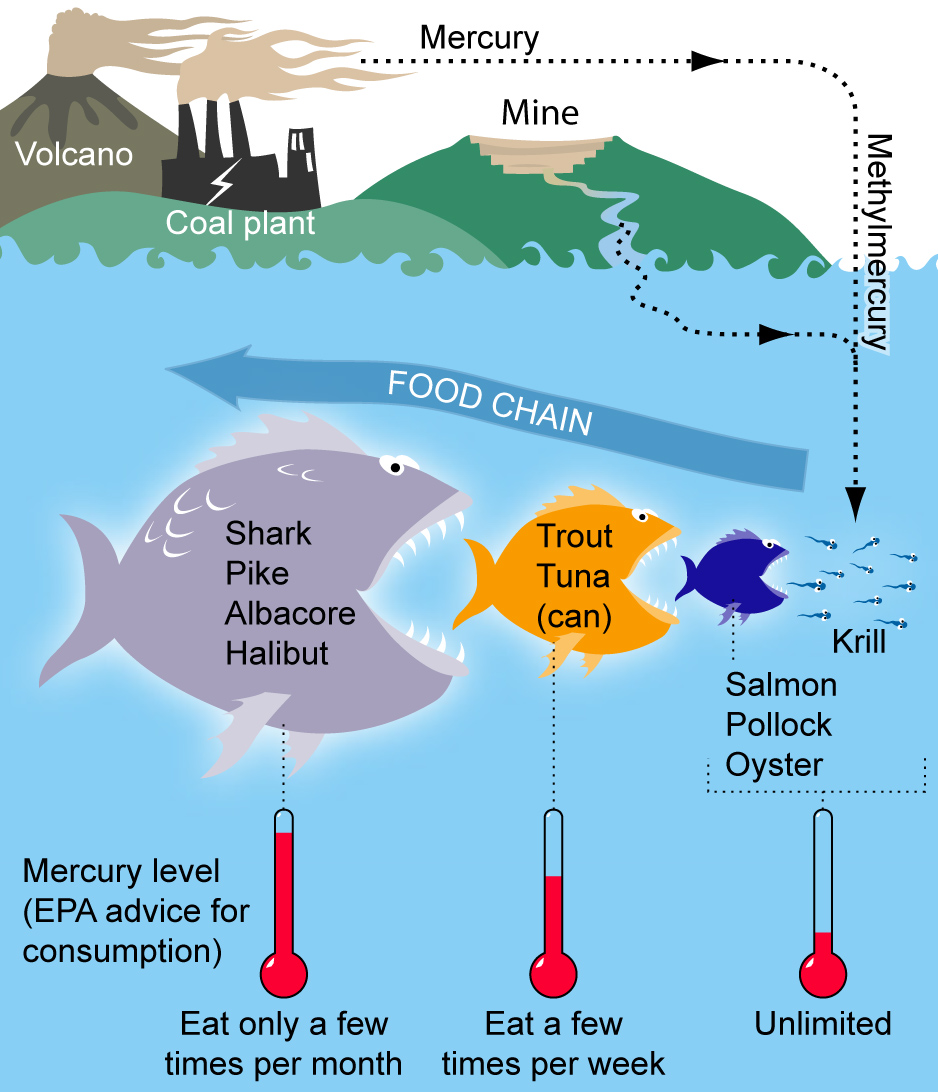 Mercury
Mine
Volcano
Coal plant
Methylmercury
FOOD CHAIN
Shark
Pike
Albacore
Halibut
Trout
Tuna
(can)
Krill
Salmon
Pollock
Oyster
Mercury level
(EPA advice for
consumption)
Eat only a few
times per month
Eat a few
times per week
Unlimited